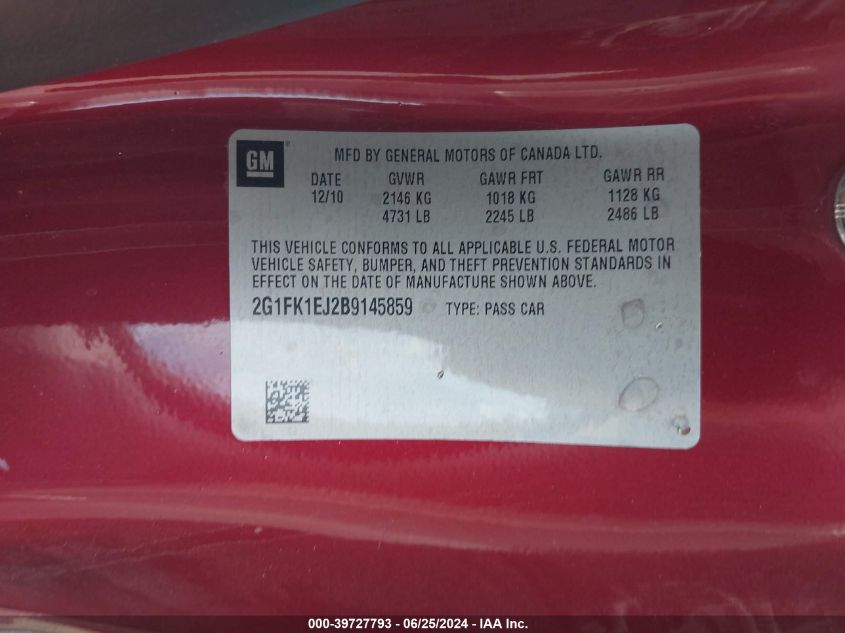 GM ®
MFD BY GENERAL MOTORS OF CANADA LTD.
DATE GVWR GAWR FRT GAWR RR
12/10 2146 KG 1018 KG 1128 KG
4731 LB 2245 LB 2486 LB
THIS VEHICLE CONFORMS TO ALL APPLICABLE U.S. FEDERAL MOTOR
VEHICLE SAFETY, BUMPER, AND THEFT PREVENTION STANDARDS IN
EFFECT ON THE DATE OF MANUFACTURE SHOWN ABOVE.
2G1FK1EJ2B9145859 TYPE: PASS CAR
000-39727793 - 06/25/2024 - IAA Inc.